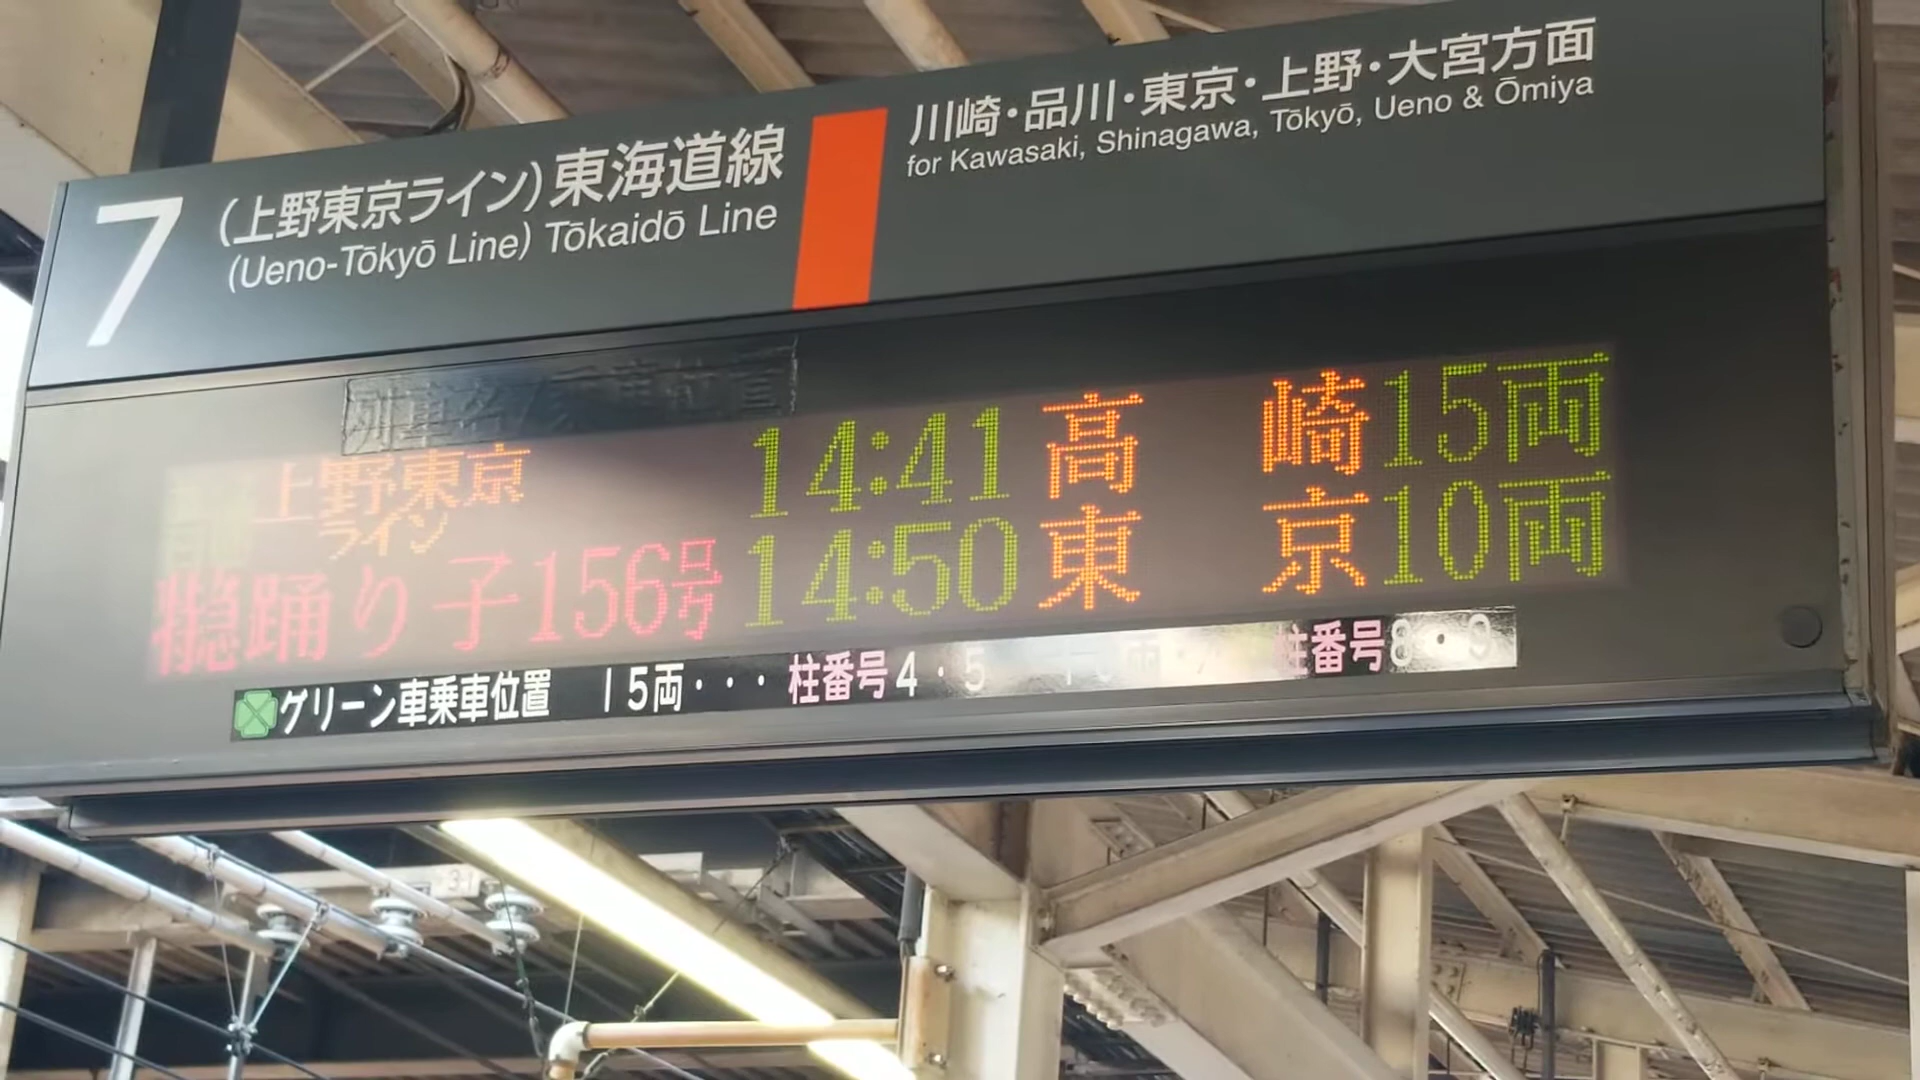 7
(上野東京ライン)東海道線
(Ueno-Tōkyō Line) Tōkaidō Line
川崎・品川・東京・上野・大宮方面
for Kawasaki, Shinagawa, Tōkyō, Ueno & Ōmiya
上野東京ライン 14:41 高崎 15両
踊り子156号 14:50 東京 10両
グリーン車乗車位置 15両・・・柱番号4・5 柱番号8・9
3